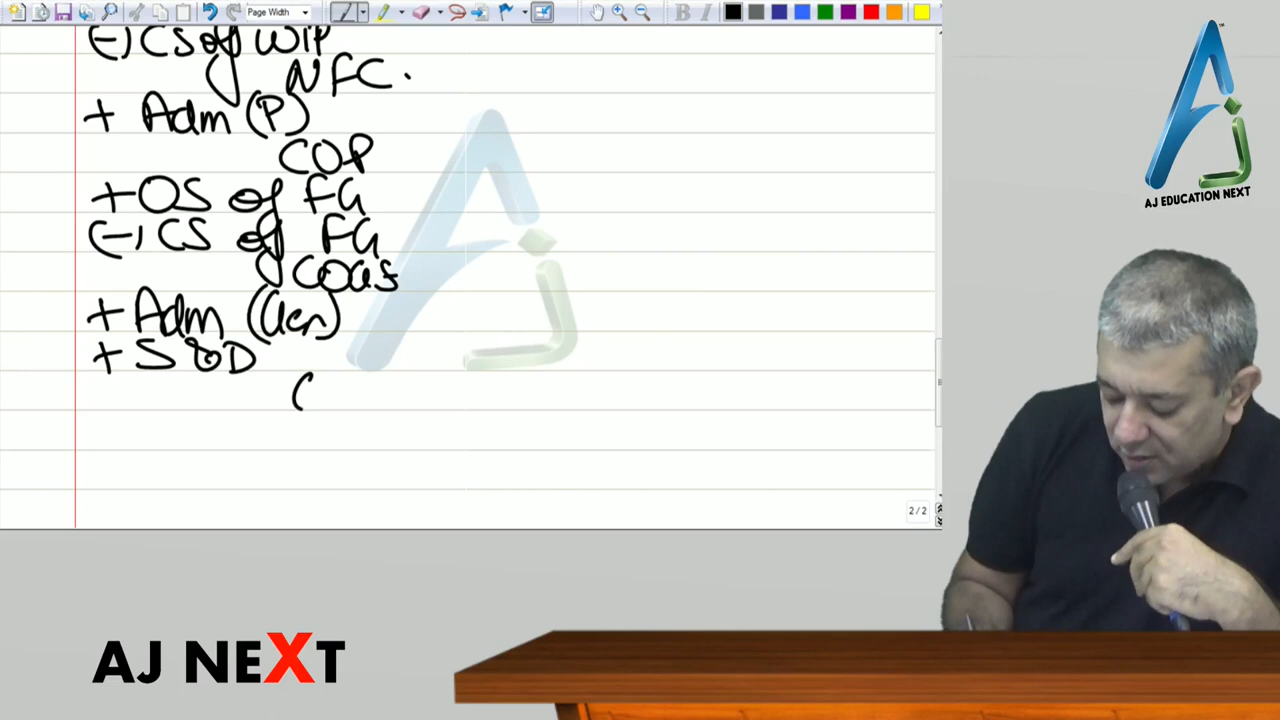 Page Width
(-) CS of WIP
NFC.
+ Adm (P)
COP
+ OS of FG
(-) CS of FG
COGS
+ Adm (Gen)
+ S & D
(
2 / 2
AJ EDUCATION NEXT
AJ NEXT